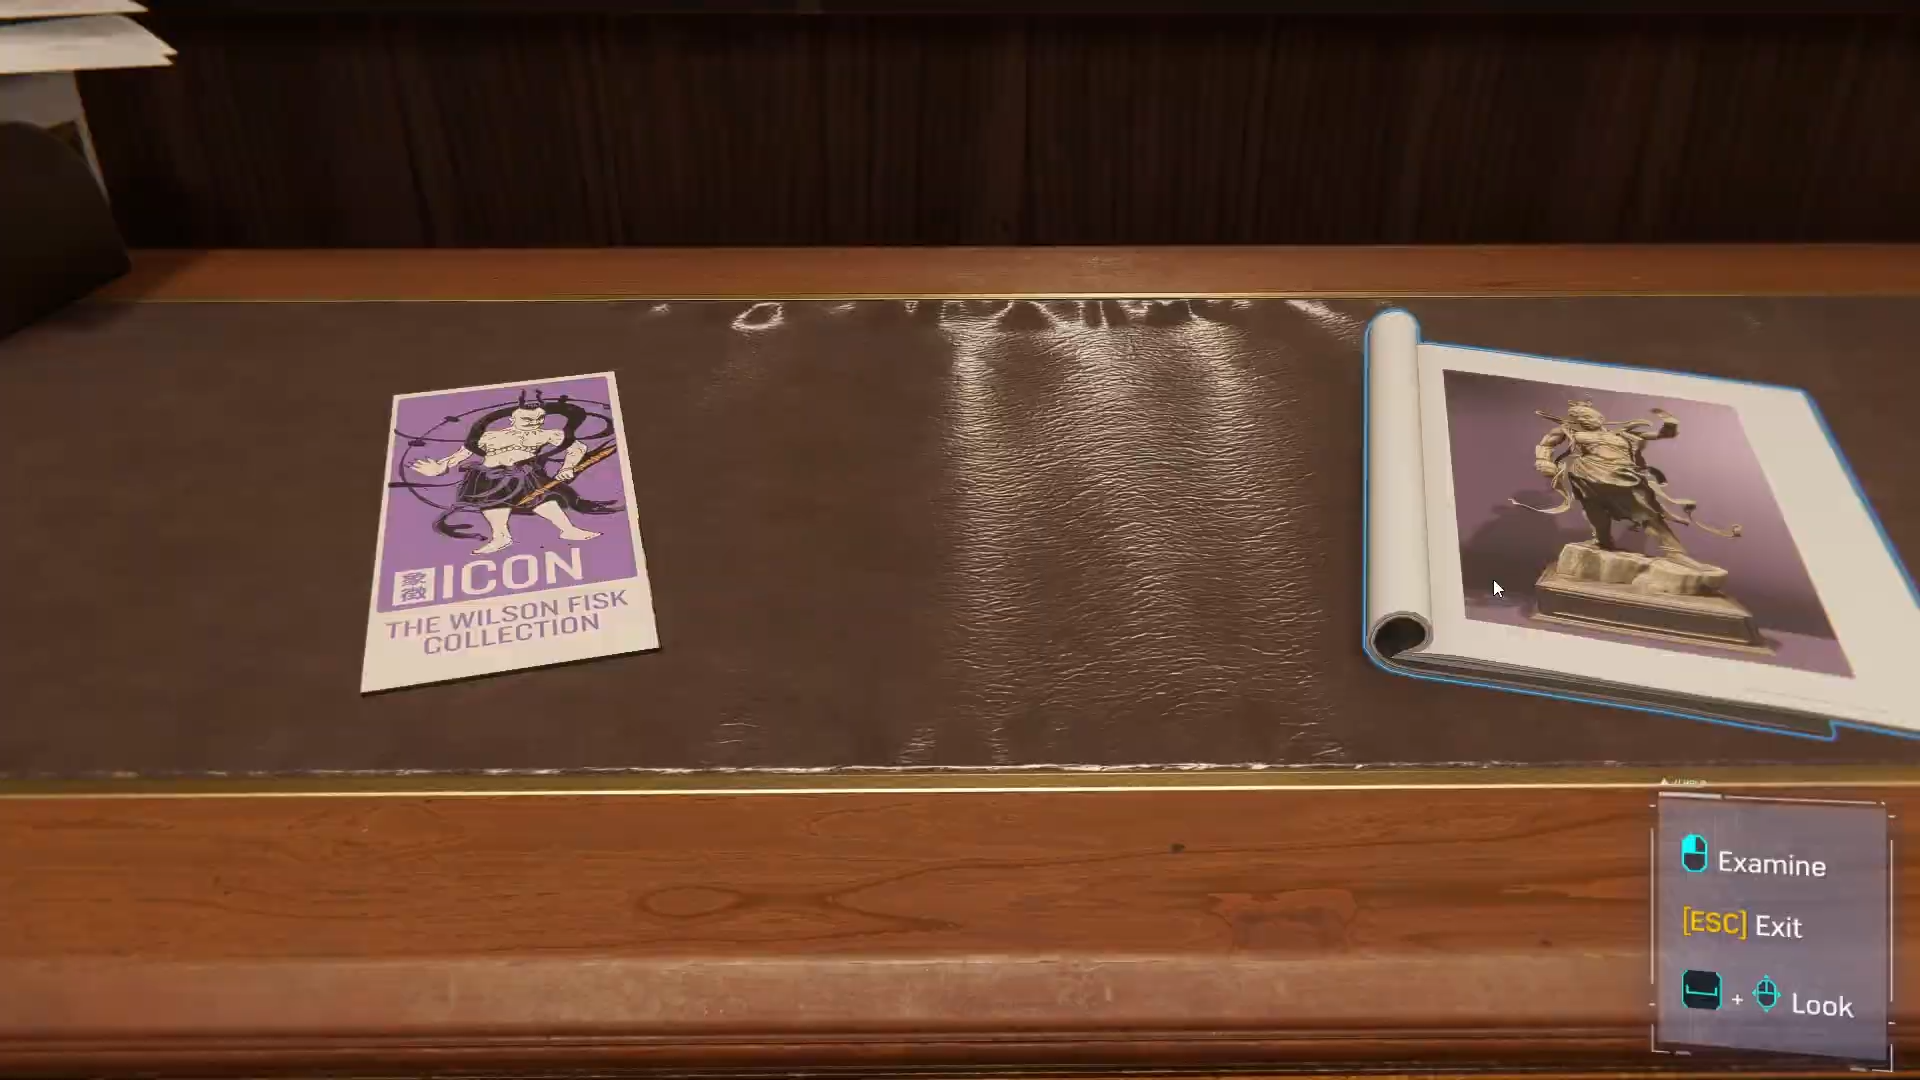 象徵
ICON
THE WILSON FISK
COLLECTION
Examine
[ESC] Exit
+ Look